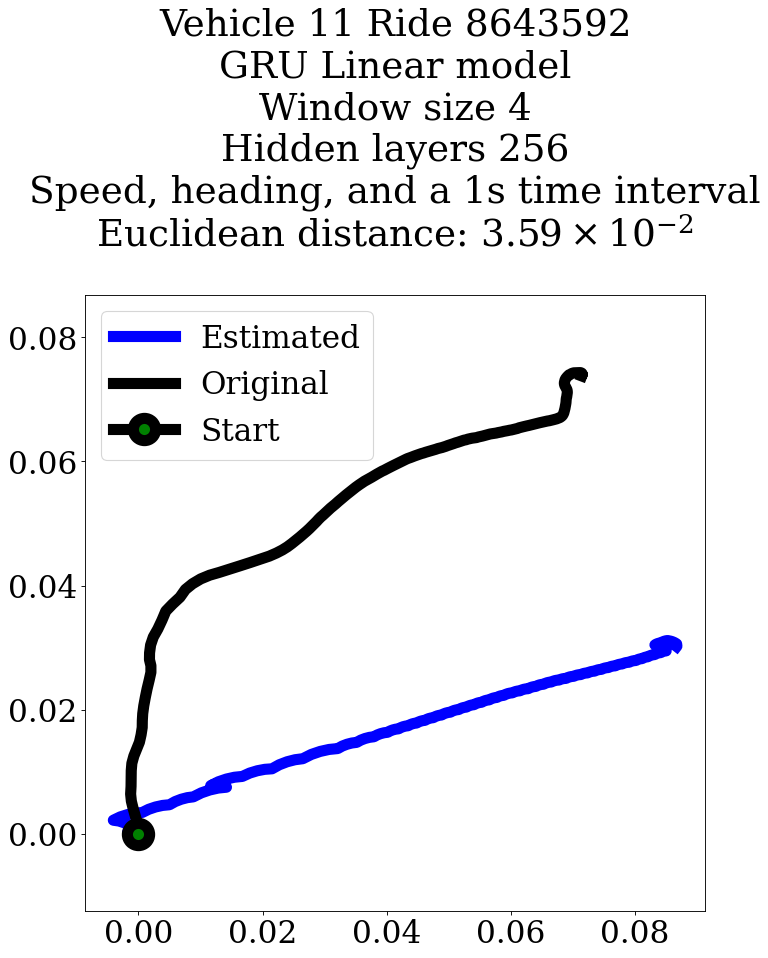 Vehicle 11 Ride 8643592
GRU Linear model
Window size 4
Hidden layers 256
Speed, heading, and a 1s time interval
Euclidean distance: 3.59 × 10⁻²
Estimated
Original
Start
0.08
0.06
0.04
0.02
0.00
0.00 0.02 0.04 0.06 0.08